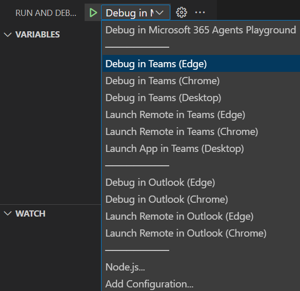 RUN AND DEB...
Debug in M
Debug in Microsoft 365 Agents Playground
VARIABLES
Debug in Teams (Edge)
Debug in Teams (Chrome)
Debug in Teams (Desktop)
Launch Remote in Teams (Edge)
Launch Remote in Teams (Chrome)
Launch App in Teams (Desktop)
Debug in Outlook (Edge)
Debug in Outlook (Chrome)
WATCH
Launch Remote in Outlook (Edge)
Launch Remote in Outlook (Chrome)
Node.js...
Add Configuration...